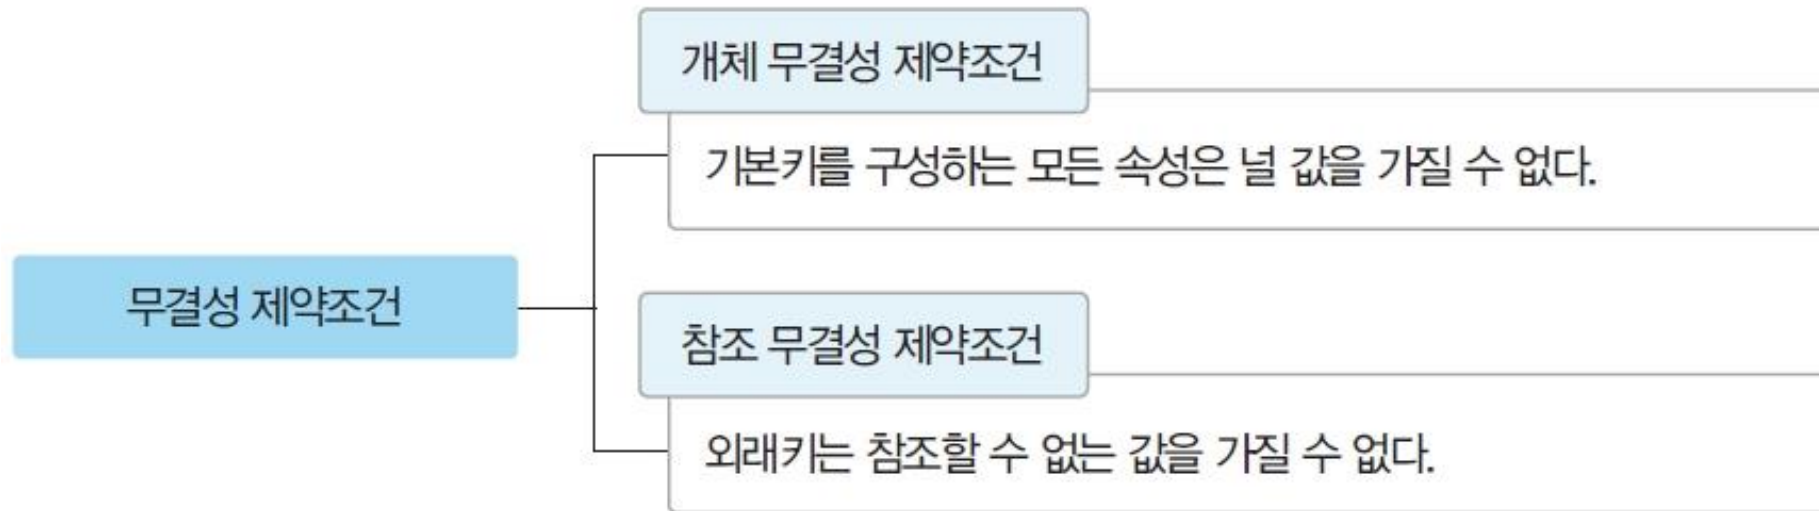 개체 무결성 제약조건
기본키를 구성하는 모든 속성은 널 값을 가질 수 없다.
무결성 제약조건
참조 무결성 제약조건
외래키는 참조할 수 없는 값을 가질 수 없다.